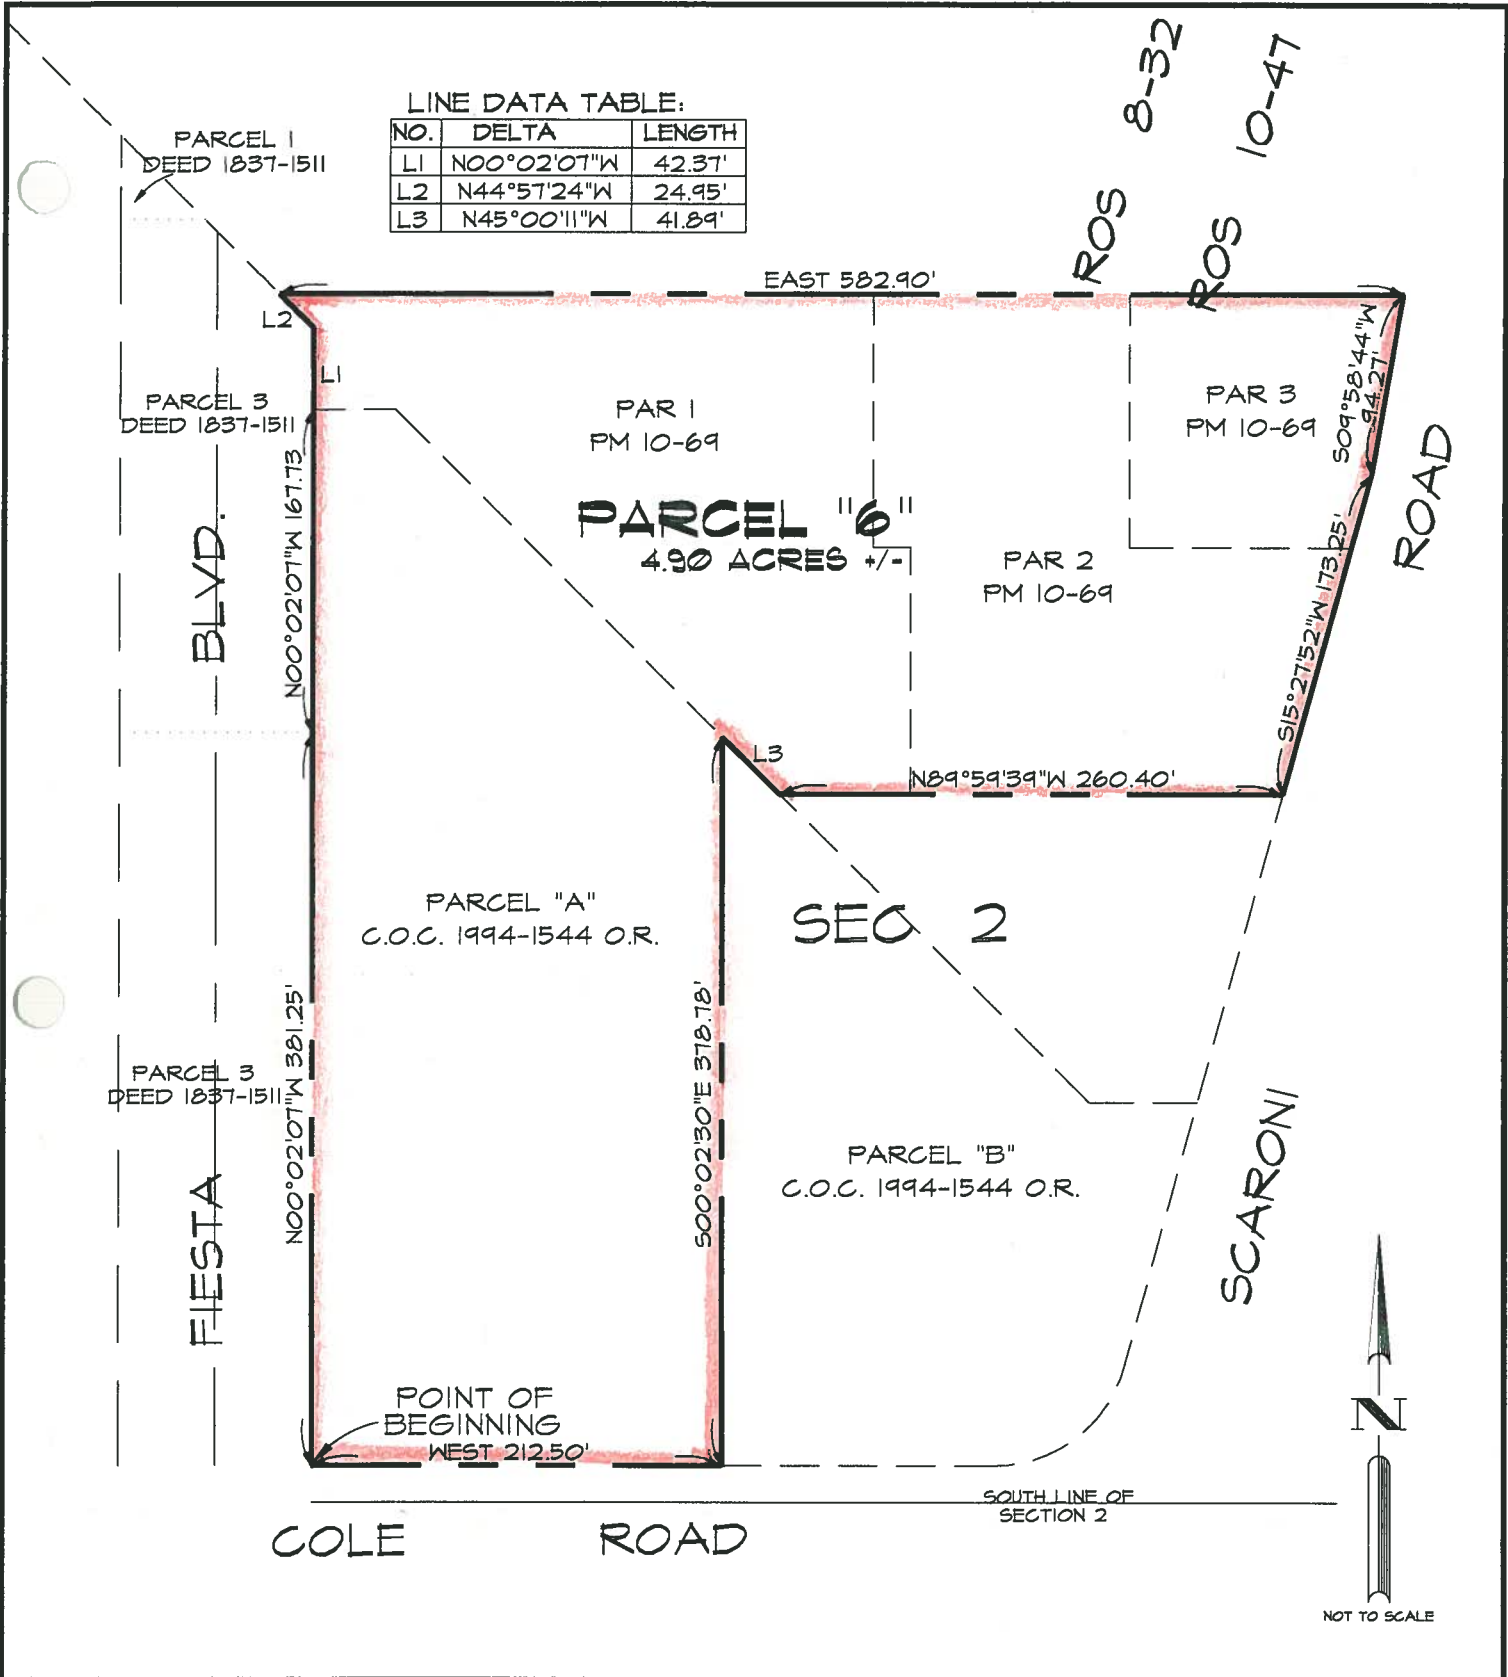 8-32
10-47
LINE DATA TABLE:
NO. DELTA LENGTH
L1 N00°02'07"W 42.37'
L2 N44°57'24"W 24.95'
L3 N45°00'11"W 41.89'
PARCEL 1
DEED 1837-1511
ROS
ROS
EAST 582.90'
L2
L1
S09°58'44"W
94.27'
PARCEL 3
DEED 1837-1511
PAR 1
PM 10-69
PAR 3
PM 10-69
ROAD
N00°02'07"W 167.73
BLVD.
PARCEL "6"
4.90 ACRES +/-
PAR 2
PM 10-69
S15°27'52"W 173.25'
L3
N89°59'39"W 260.40'
PARCEL "A"
C.O.C. 1994-1544 O.R.
SEC 2
N00°02'07"W 381.25'
S00°02'30"E 378.78'
PARCEL 3
DEED 1837-1511
PARCEL "B"
C.O.C. 1994-1544 O.R.
SCARONI
FIESTA
POINT OF
BEGINNING
WEST 212.50'
N
SOUTH LINE OF
SECTION 2
COLE ROAD
NOT TO SCALE